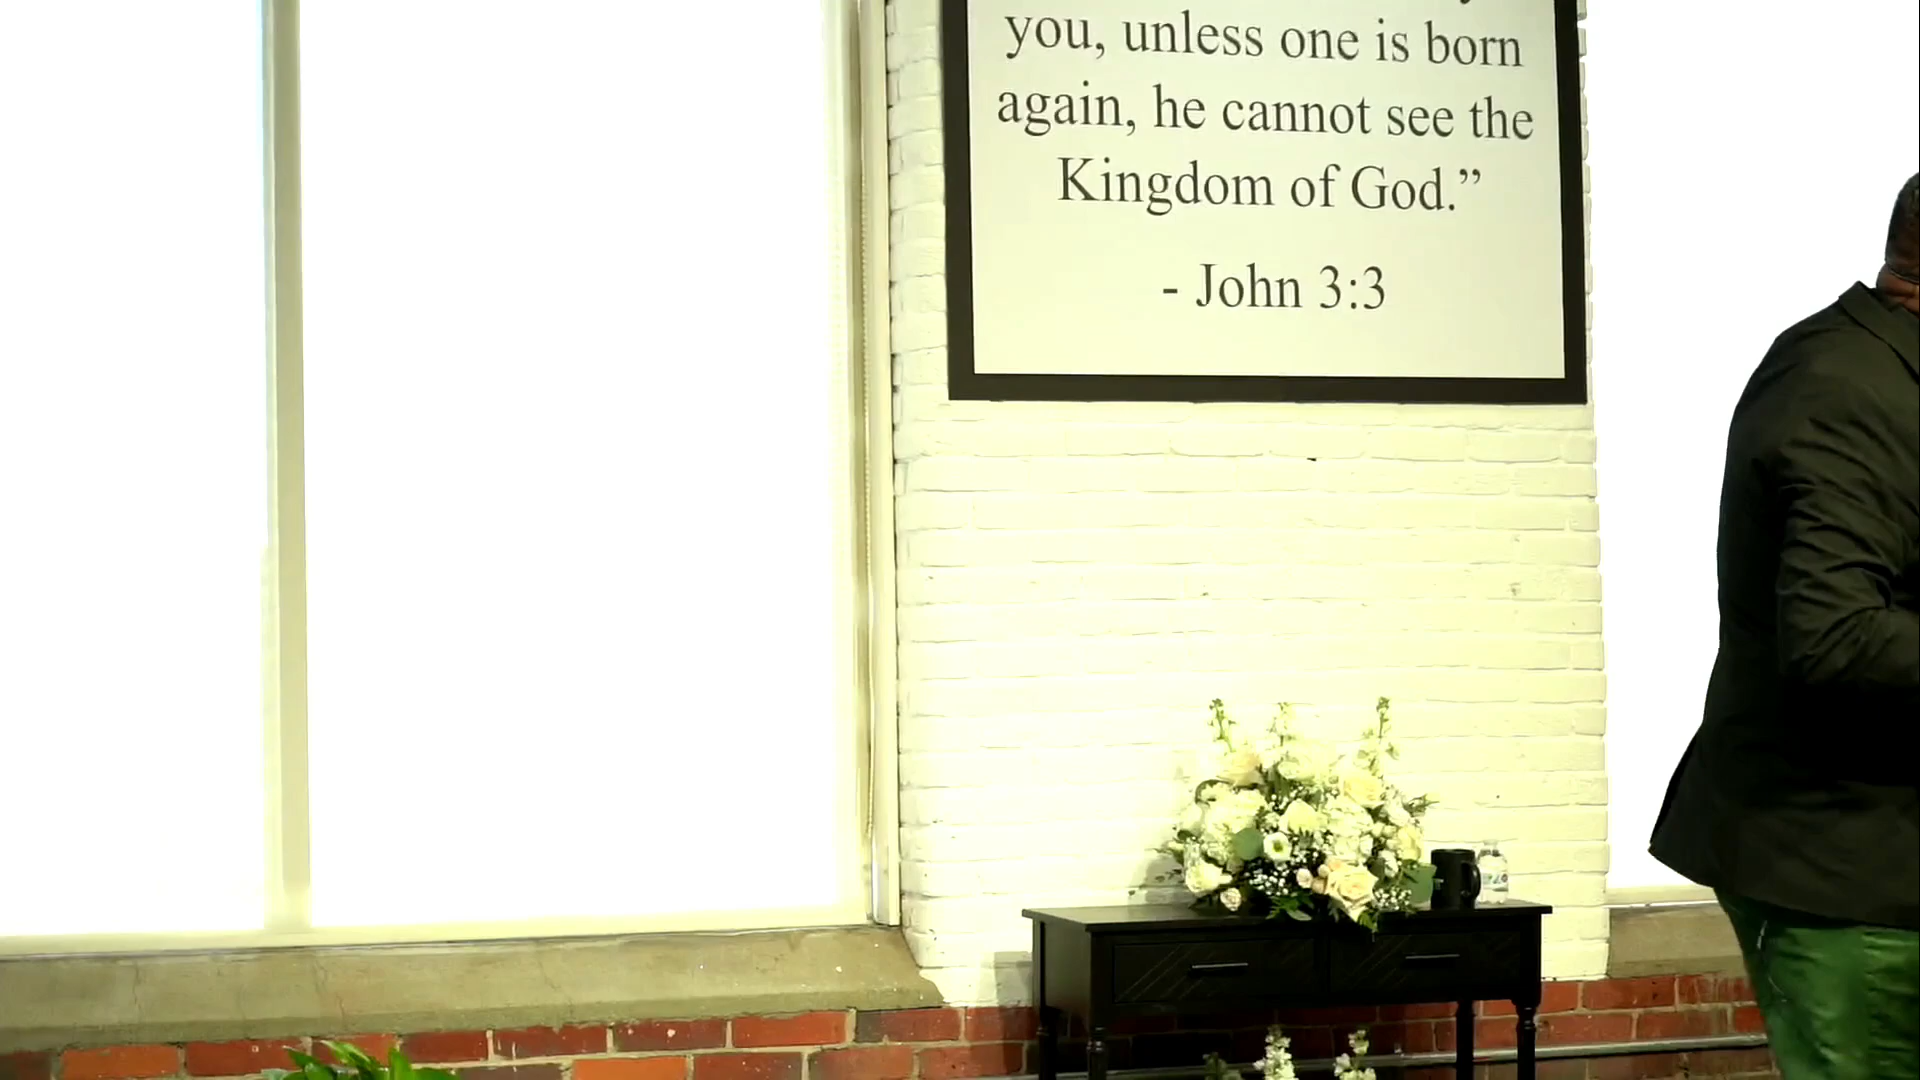 you, unless one is born
again, he cannot see the
Kingdom of God.”
- John 3:3